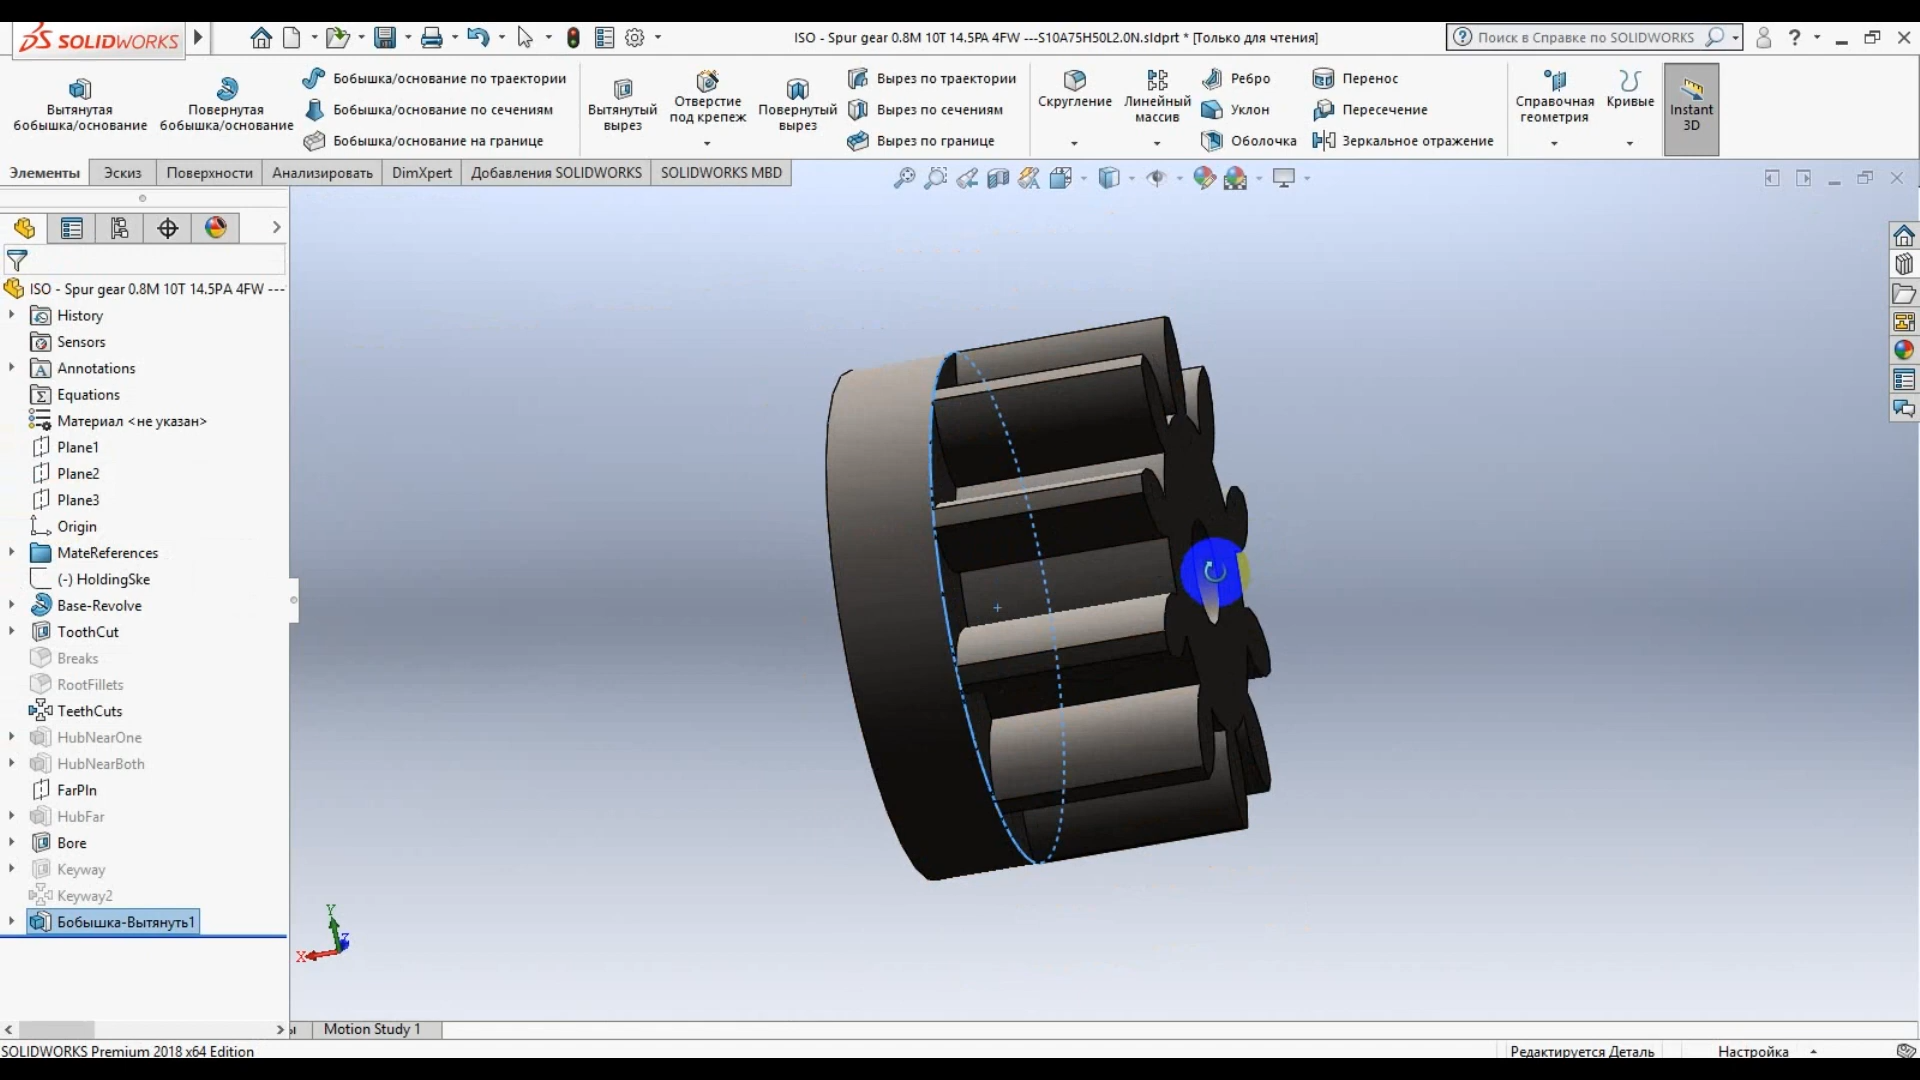 SOLIDWORKS
ISO - Spur gear 0.8M 10T 14.5PA 4FW ---S10A75H50L2.0N.sldprt * [Только для чтения]
Поиск в Справке по SOLIDWORKS
Вытянутая бобышка/основание
Повернутая бобышка/основание
Бобышка/основание по траектории
Бобышка/основание по сечениям
Бобышка/основание на границе
Вытянутый вырез
Отверстие под крепеж
Повернутый вырез
Вырез по траектории
Вырез по сечениям
Вырез по границе
Скругление
Линейный массив
Ребро
Уклон
Оболочка
Перенос
Пересечение
Зеркальное отражение
Справочная геометрия
Кривые
Instant 3D
Элементы
Эскиз
Поверхности
Анализировать
DimXpert
Добавления SOLIDWORKS
SOLIDWORKS MBD
ISO - Spur gear 0.8M 10T 14.5PA 4FW ---
History
Sensors
Annotations
Equations
Материал <не указан>
Plane1
Plane2
Plane3
Origin
MateReferences
(-) HoldingSke
Base-Revolve
ToothCut
Breaks
RootFillets
TeethCuts
HubNearOne
HubNearBoth
FarPln
HubFar
Bore
Keyway
Keyway2
Бобышка-Вытянуть1
Y
Z
X
Motion Study 1
SOLIDWORKS Premium 2018 x64 Edition
Редактируется Деталь
Настройка